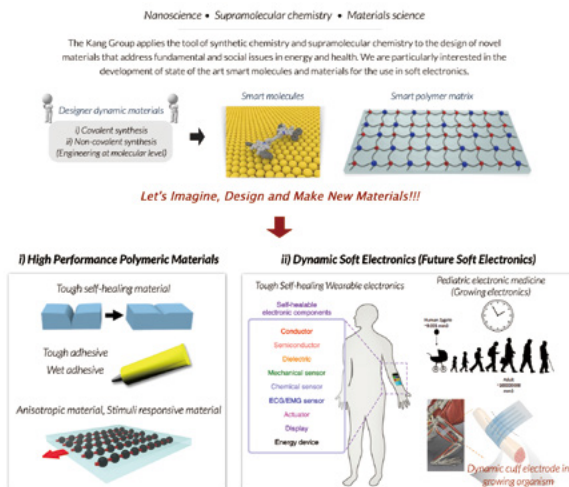 Nanoscience • Supramolecular chemistry • Materials science
The Kang Group applies the tool of synthetic chemistry and supramolecular chemistry to the design of novel
materials that address fundamental and social issues in energy and health. We are particularly interested in the
development of state of the art smart molecules and materials for the use in soft electronics.
Designer dynamic materials
i) Covalent synthesis
ii) Non-covalent synthesis
(Engineering at molecular level)
Smart molecules
Smart polymer matrix
Let's Imagine, Design and Make New Materials!!!
i) High Performance Polymeric Materials
Tough self-healing material
Tough adhesive
Wet adhesive
Anisotropic material, Stimuli responsive material
ii) Dynamic Soft Electronics (Future Soft Electronics)
Tough Self-healing Wearable electronics
Self-healable
electronic components
Conductor
Semiconductor
Dielectric
Mechanical sensor
Chemical sensor
ECG/EMG sensor
Actuator
Display
Energy device
Pediatric electronic medicine
(Growing electronics)
Human Zygote
Adult
Dynamic cuff electrode in
growing organism